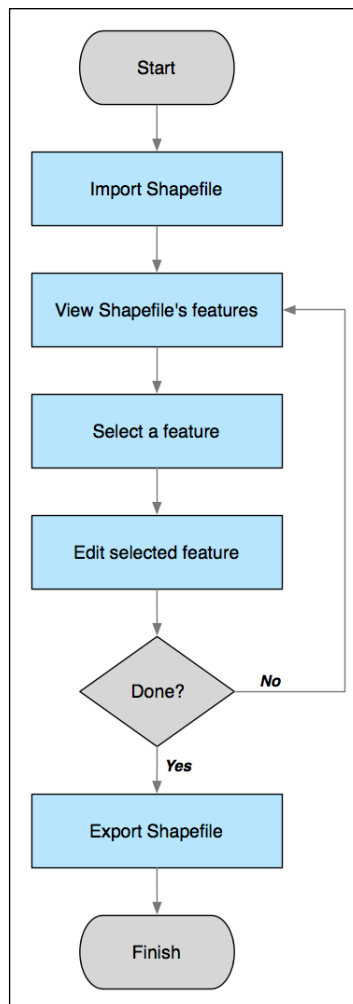 Start
Import Shapefile
View Shapefile's features
Select a feature
Edit selected feature
Done?
No
Yes
Export Shapefile
Finish